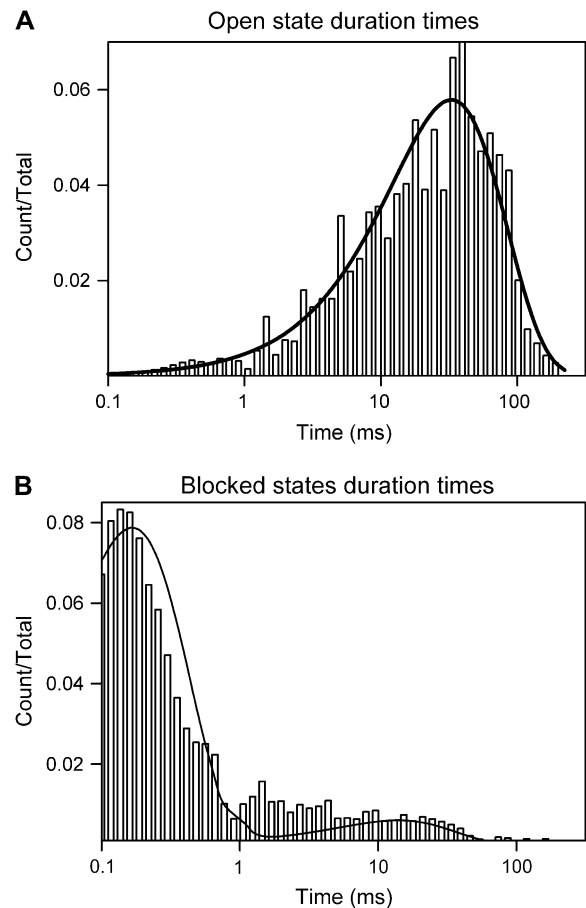 A
Open state duration times
Count/Total
0.06
0.04
0.02
0.1 1 10 100
Time (ms)
B
Blocked states duration times
Count/Total
0.08
0.06
0.04
0.02
0.1 1 10 100
Time (ms)